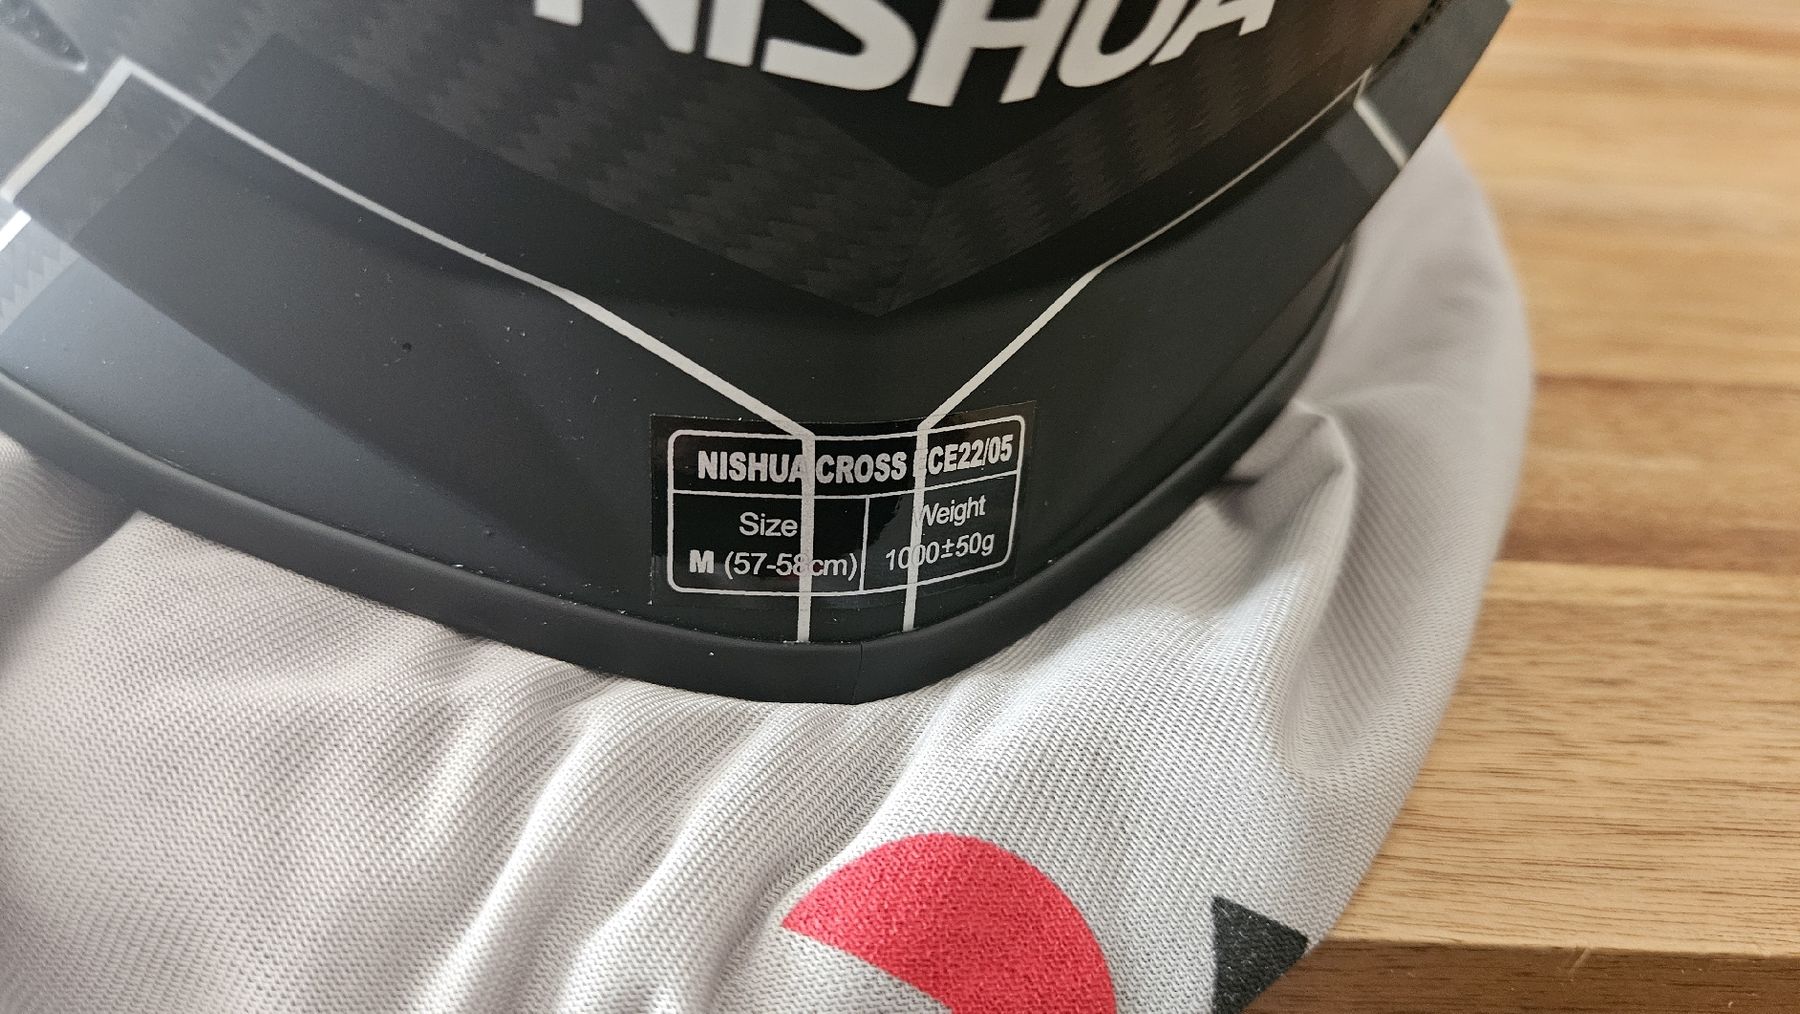 NISHUA
NISHUA CROSS ECE22/05
Size
M (57-58cm)
Weight
1000±50g